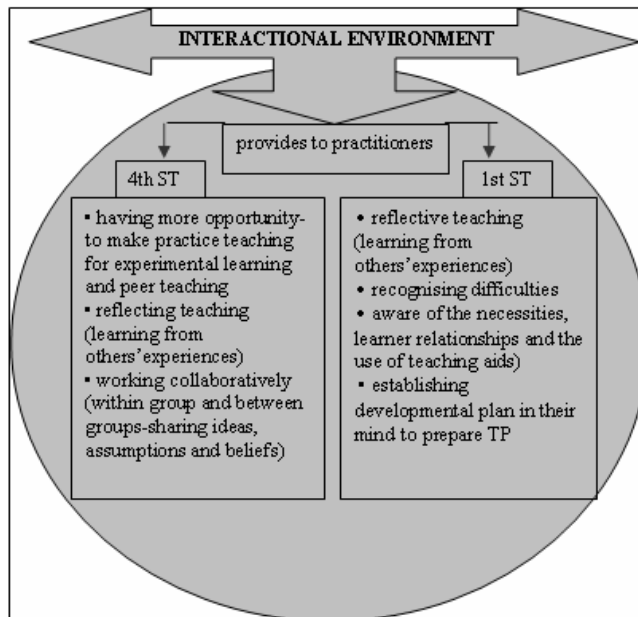 INTERACTIONAL ENVIRONMENT
provides to practitioners
4th ST
▪ having more opportunity-
to make practice teaching
for experimental learning
and peer teaching
▪ reflecting teaching
(learning from
others'experiences)
▪ working collaboratively
(within group and between
groups-sharing ideas,
assumptions and beliefs)
1st ST
• reflective teaching
(learning from
others'experiences)
• recognising difficulties
• aware of the necessities,
learner relationships and the
use of teaching aids)
▪ establishing
developmental plan in their
mind to prepare TP